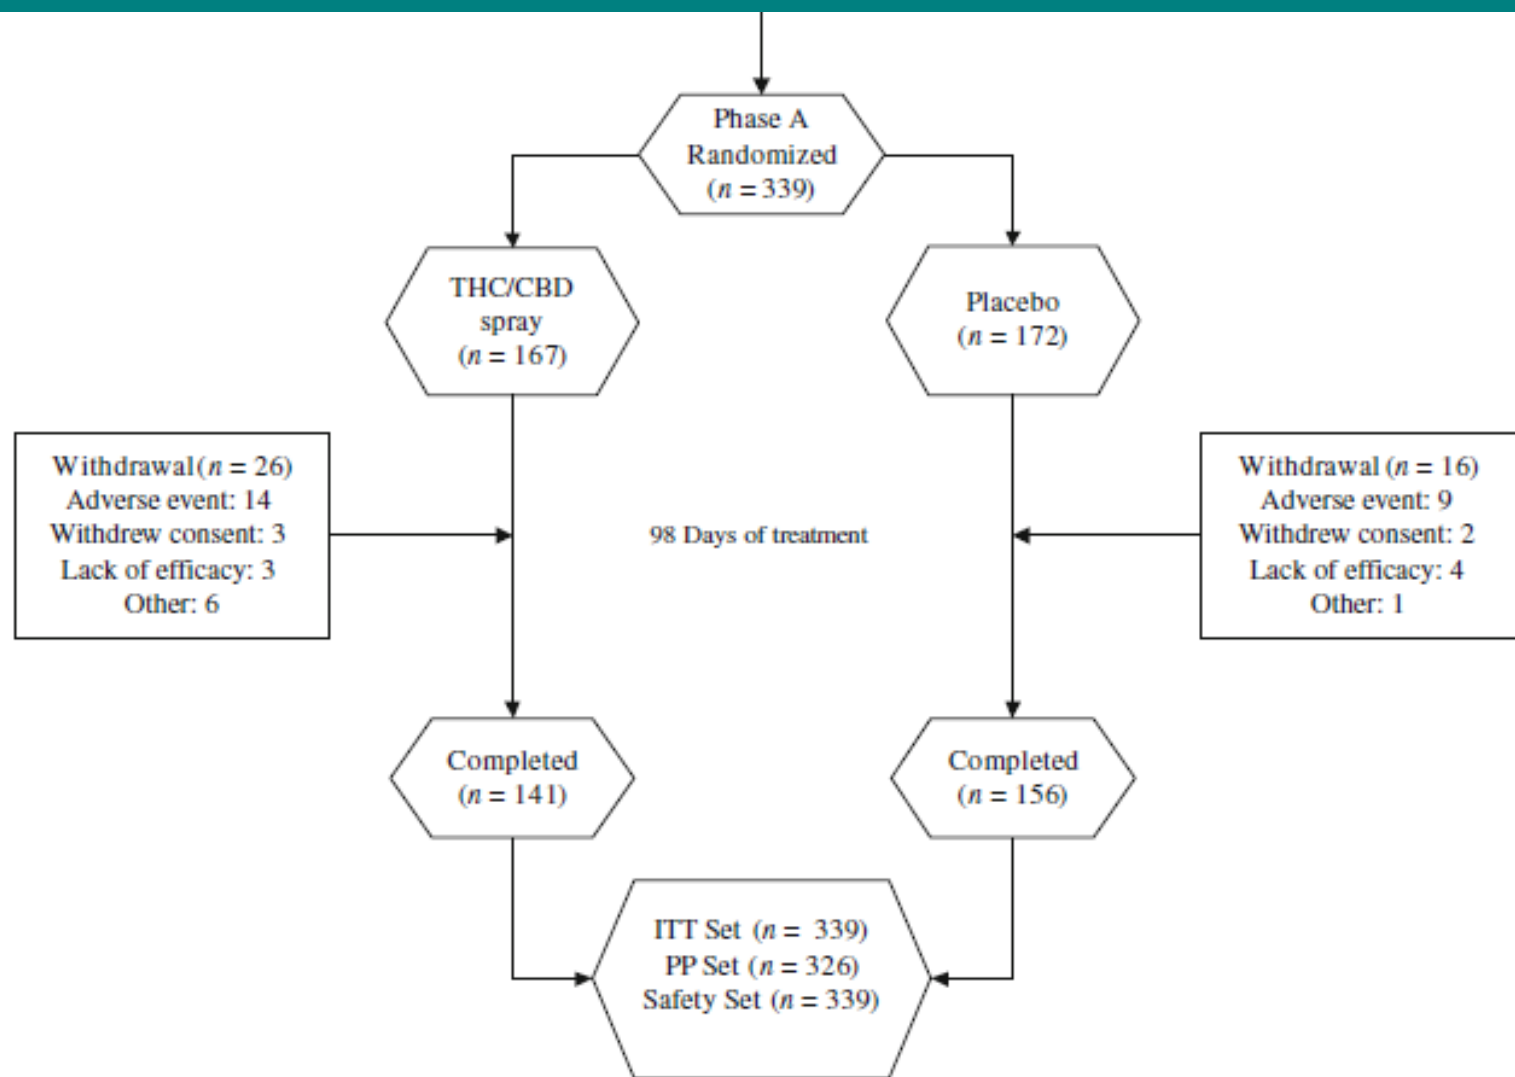 Phase A
Randomized
(n = 339)
THC/CBD
spray
(n = 167)
Placebo
(n = 172)
Withdrawal (n = 26)
Adverse event: 14
Withdrew consent: 3
Lack of efficacy: 3
Other: 6
98 Days of treatment
Withdrawal (n = 16)
Adverse event: 9
Withdrew consent: 2
Lack of efficacy: 4
Other: 1
Completed
(n = 141)
Completed
(n = 156)
ITT Set (n = 339)
PP Set (n = 326)
Safety Set (n = 339)